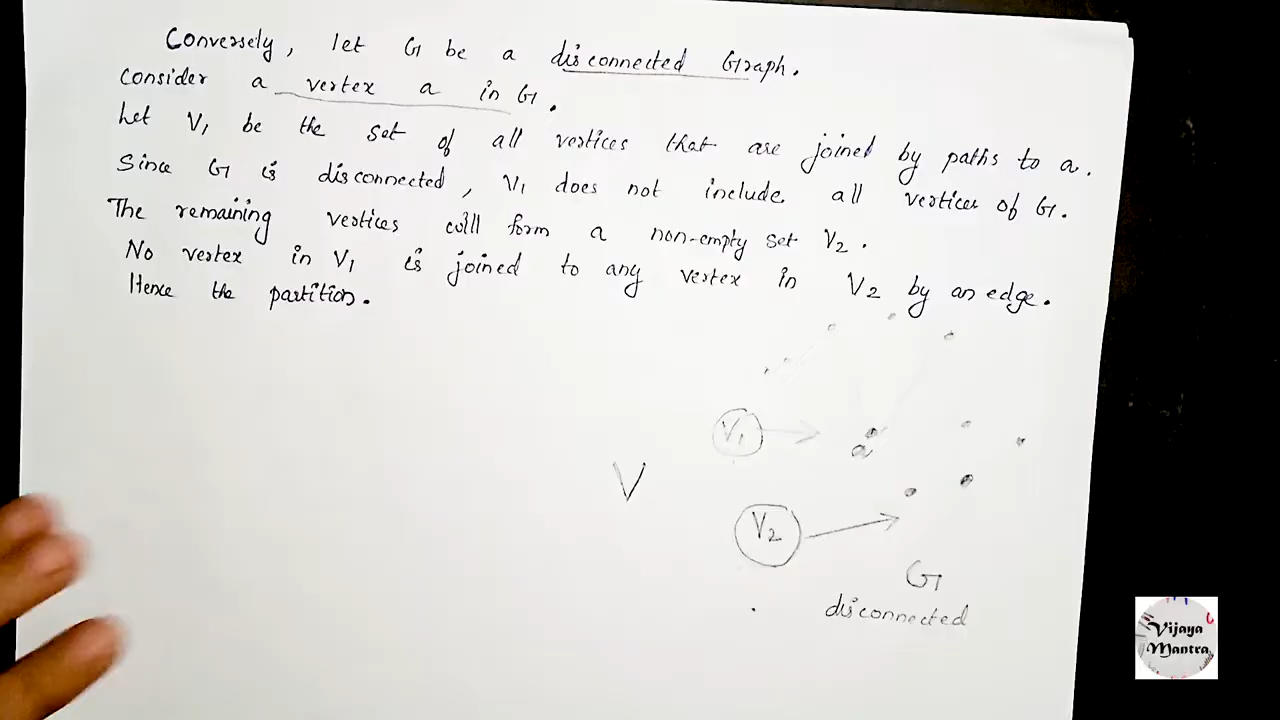 Conversely, let G be a disconnected Graph.
Consider a vertex a in G.
Let V1 be the set of all vertices that are joined by paths to a.
Since G is disconnected, V1 does not include all vertices of G.
The remaining vertices will form a non-empty set V2.
No vertex in V1 is joined to any vertex in V2 by an edge.
Hence the partition.
V1
a
V
V2
G
disconnected
Vijaya
Mantra